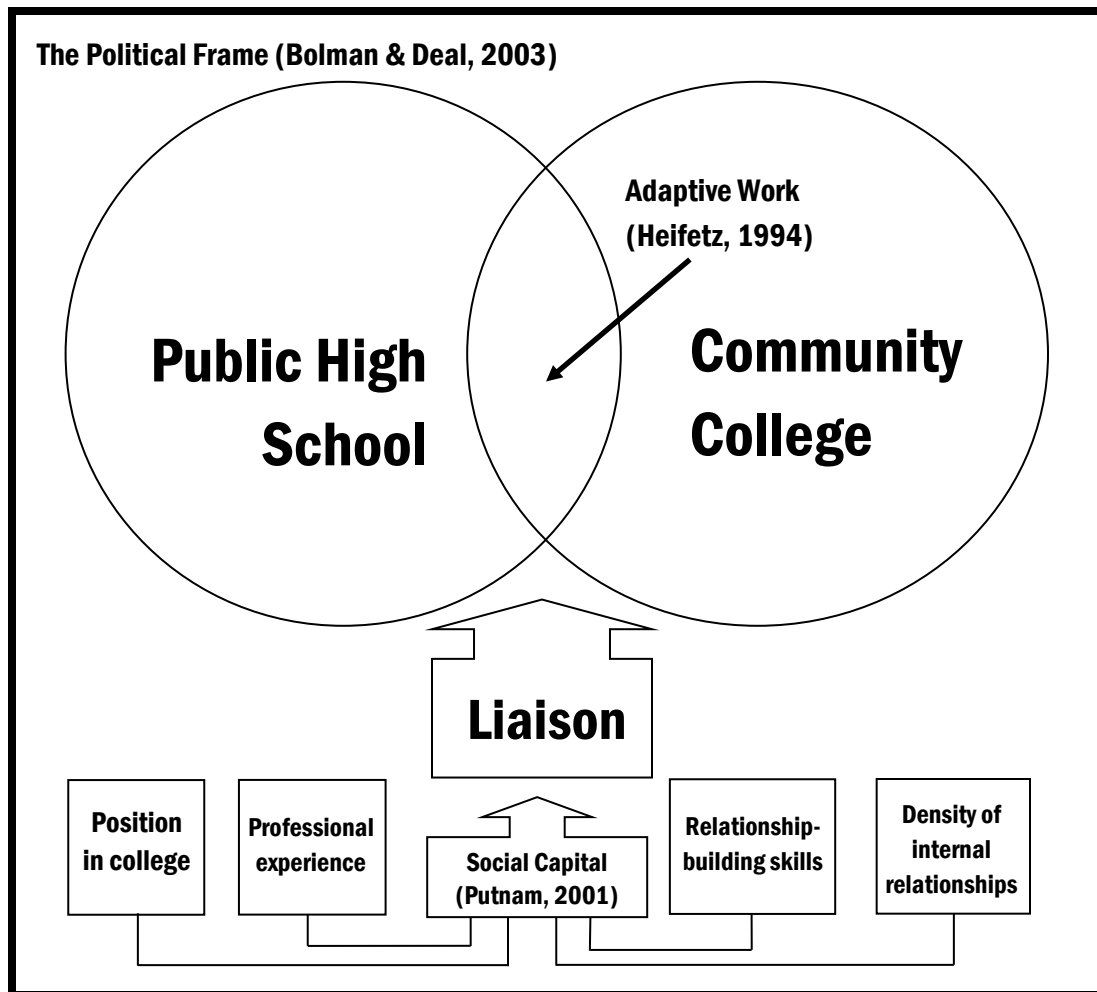 The Political Frame (Bolman & Deal, 2003)
Adaptive Work
(Heifetz, 1994)
Public High
School
Community
College
Liaison
Position
in college
Professional
experience
Social Capital
(Putnam, 2001)
Relationship-
building skills
Density of
internal
relationships